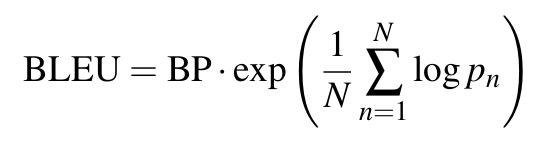 BLEU = BP · exp ( 1/N ∑_{n=1}^{N} log p_n )